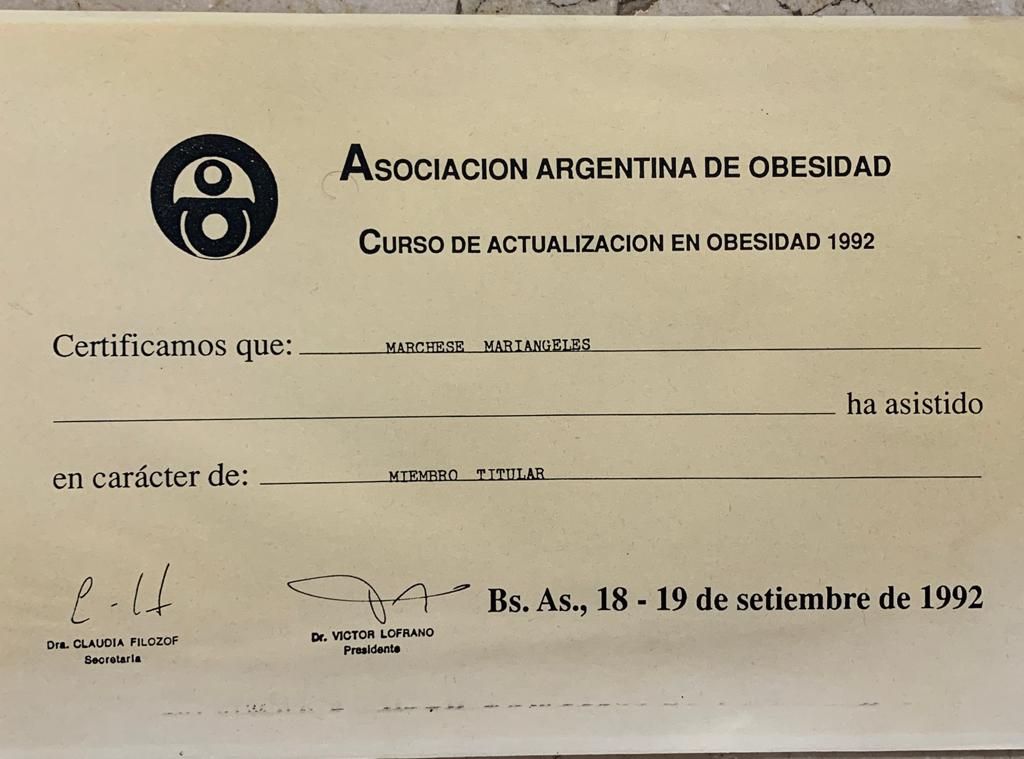 ASOCIACION ARGENTINA DE OBESIDAD
CURSO DE ACTUALIZACION EN OBESIDAD 1992
Certificamos que: MARCHESE MARIANGELES
ha asistido
en carácter de: MIEMBRO TITULAR
Bs. As., 18 - 19 de setiembre de 1992
Dra. CLAUDIA FILOZOF
Secretaria
Dr. VICTOR LOFRANO
Presidente